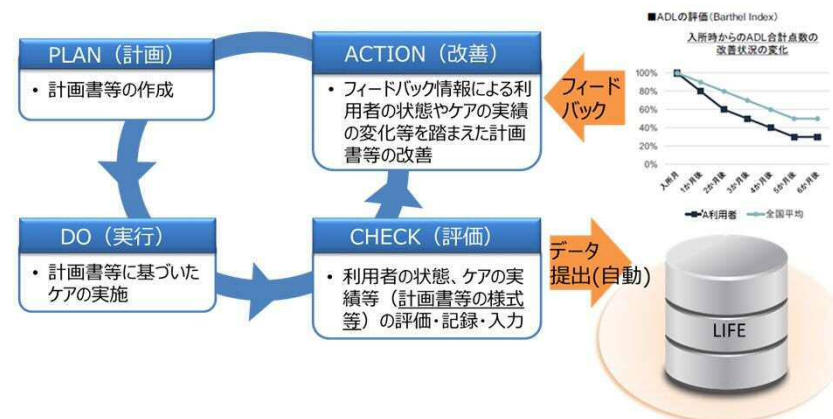 PLAN（計画）
・ 計画書等の作成
ACTION（改善）
・ フィードバック情報による利
用者の状態やケアの実績
の変化等を踏まえた計画
書等の改善
フィード
バック
■ADLの評価（Barthel Index）
入所時からのADL合計点数の
改善状況の変化
100%
80%
60%
40%
20%
0%
入所月
1か月後
2か月後
3か月後
4か月後
5か月後
6か月後
A利用者
全国平均
DO（実行）
・ 計画書等に基づいた
ケアの実施
CHECK（評価）
・ 利用者の状態、ケアの実
績等（計画書等の様式
等）の評価・記録・入力
データ
提出(自動)
LIFE